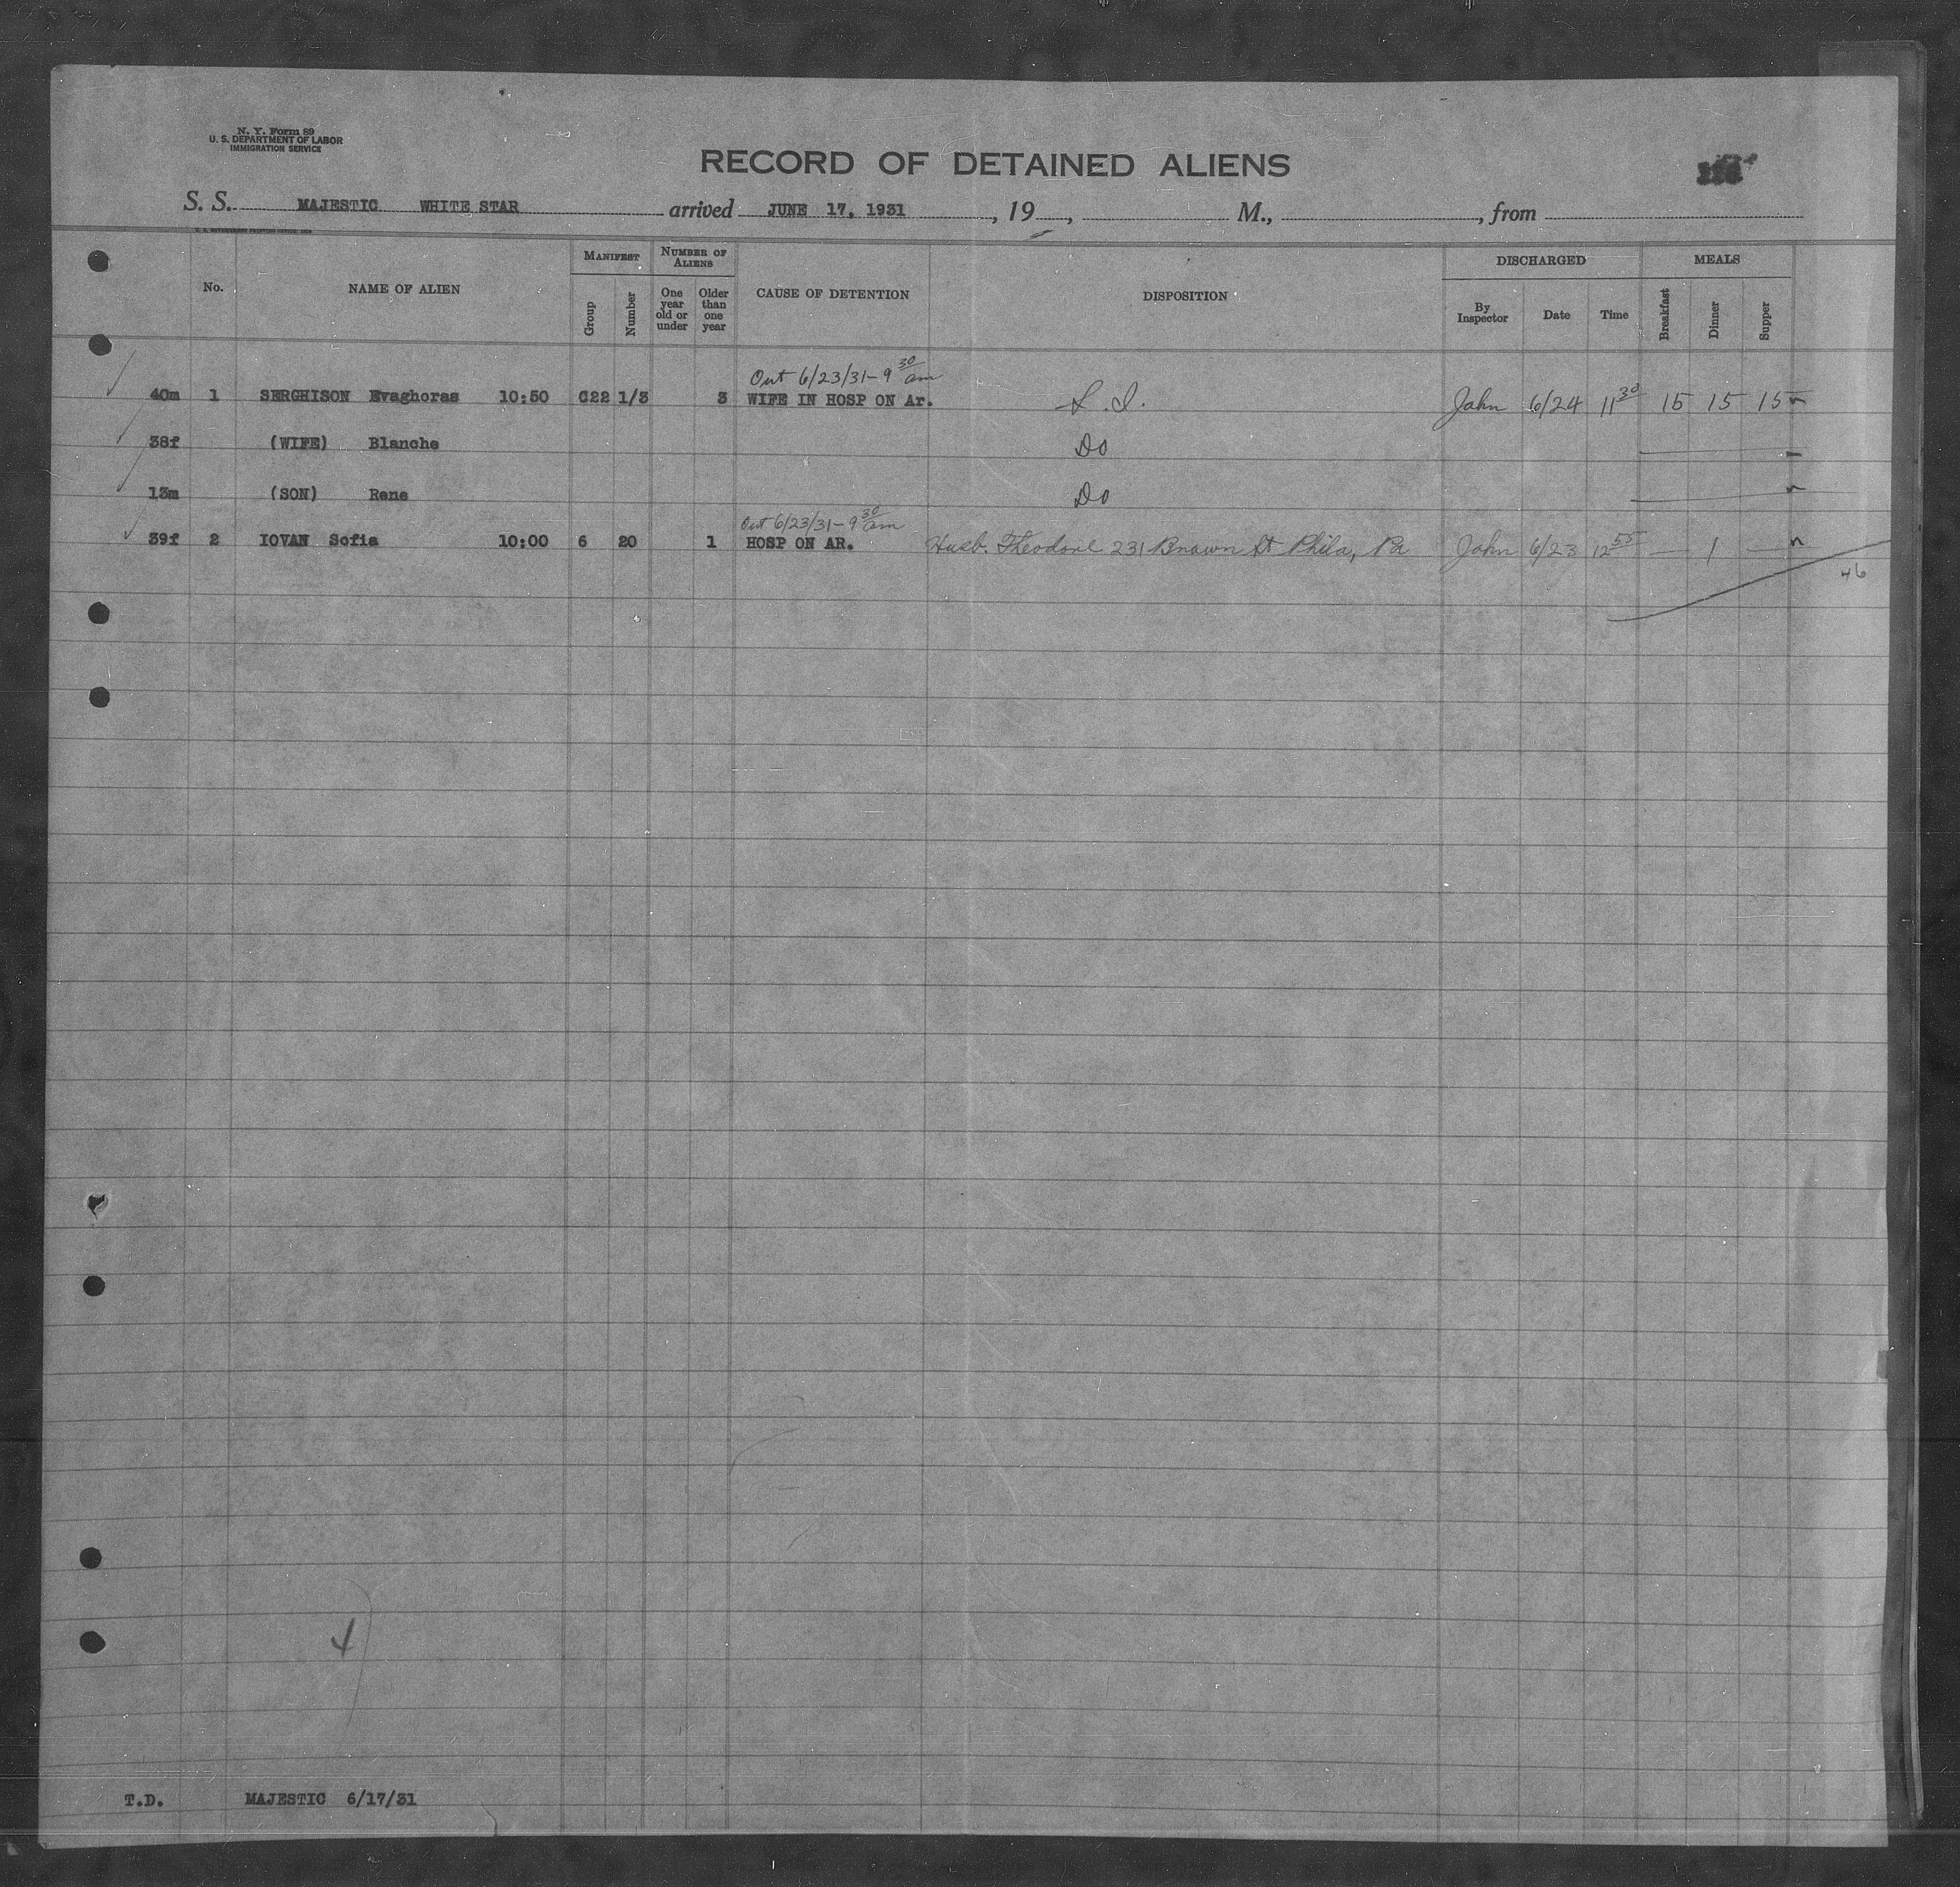 N. Y. Form 89
U. S. DEPARTMENT OF LABOR
IMMIGRATION SERVICE
RECORD OF DETAINED ALIENS
S. S. MAJESTIC WHITE STAR arrived JUNE 17, 1931, 19, M., , from
MANIFEST NUMBER OF ALIENS DISCHARGED MEALS
No. NAME OF ALIEN Group Number One year old or under Older than one year CAUSE OF DETENTION DISPOSITION By Inspector Date Time Breakfast Dinner Supper
Out 6/23/31 - 9 30 am
40m 1 SERGHISON Evaghoras 10:50 C22 1/3 3 WIFE IN HOSP ON Ar. S.I. John 6/24 11 30 15 15 15
38f (WIFE) Blanche Do
13m (SON) Rene Do
Out 6/23/31 - 9 30 am
39f 2 IOVAN Sofia 10:00 6 20 1 HOSP ON AR. Husb. Theodore 231 Brown St Phila, Pa John 6/23 12 55 — 1 —
46
4
T.D. MAJESTIC 6/17/31